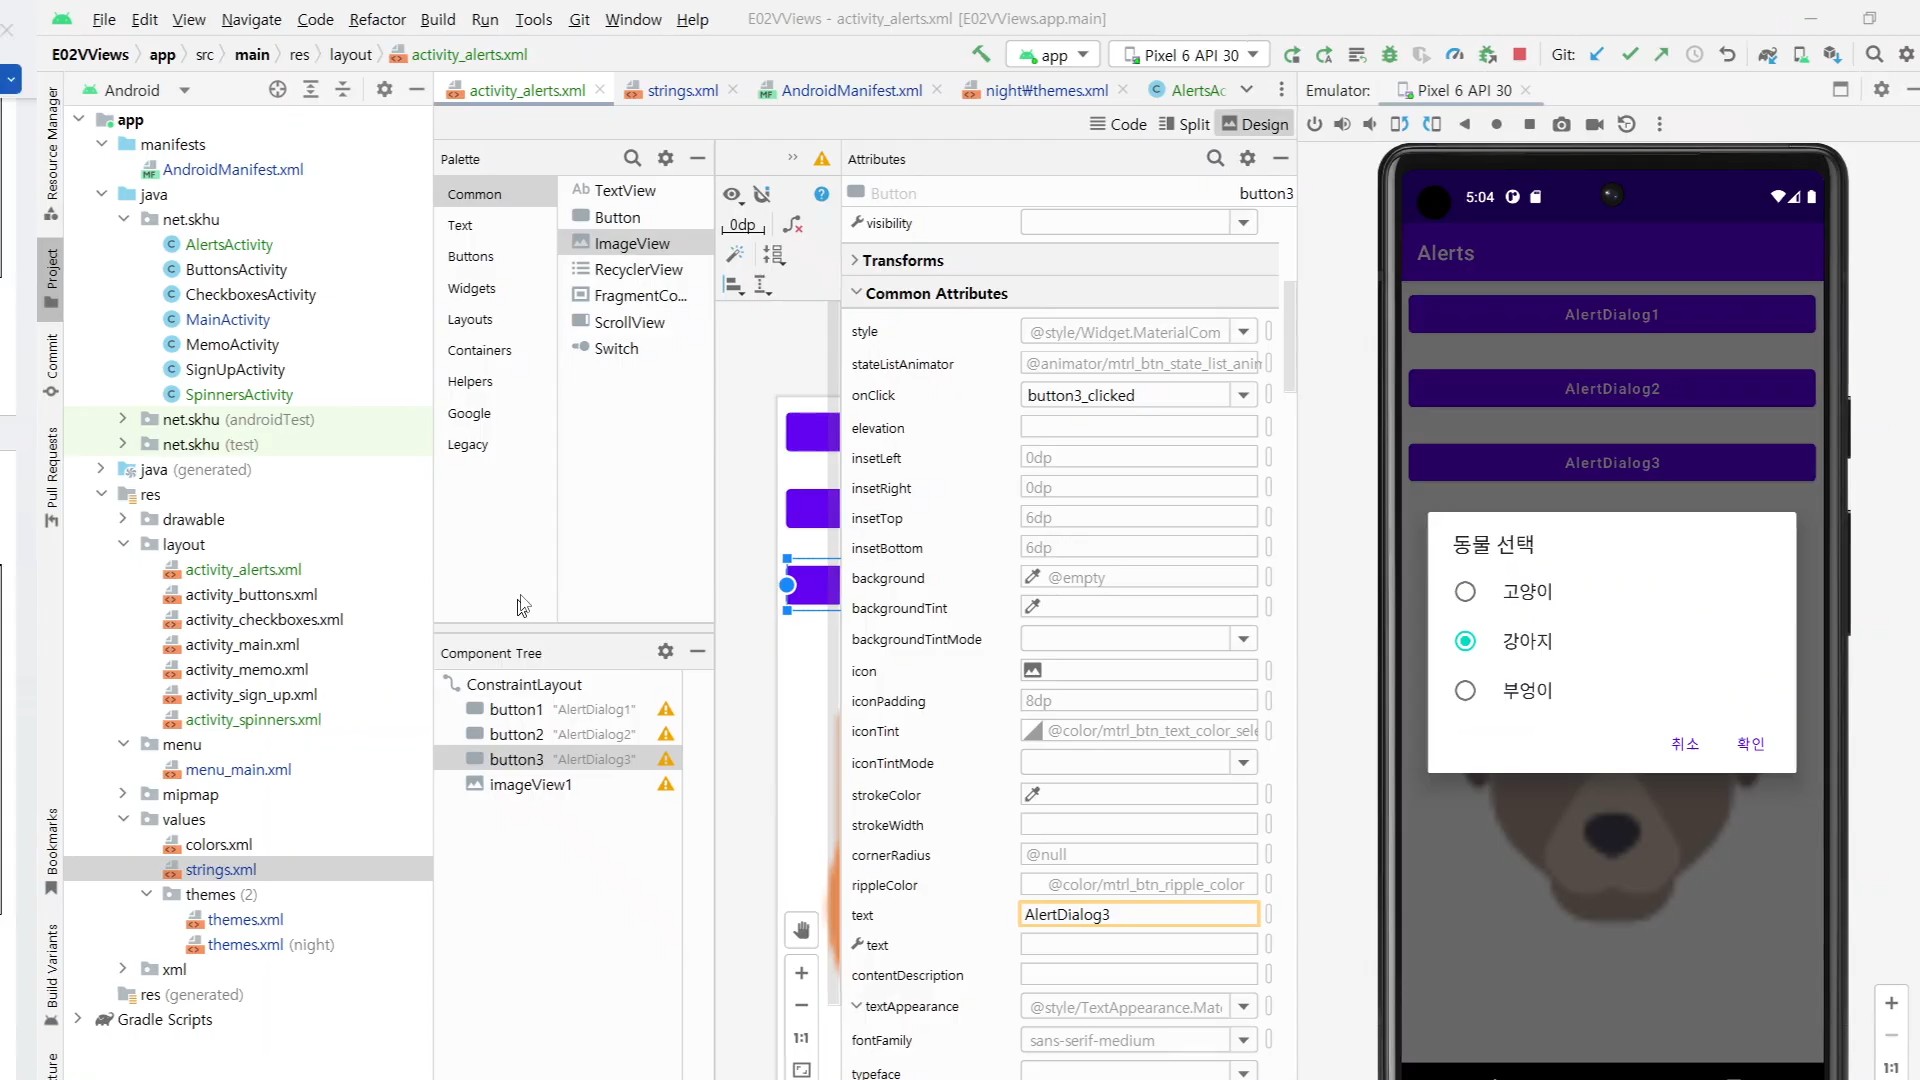 File Edit View Navigate Code Refactor Build Run Tools Git Window Help E02VViews - activity_alerts.xml [E02VViews.app.main]
E02VViews app src main res layout activity_alerts.xml app Pixel 6 API 30 Git:
Android
activity_alerts.xml strings.xml AndroidManifest.xml night₩themes.xml AlertsAc
Emulator: Pixel 6 API 30
Code Split Design
Resource Manager
Project
Commit
Pull Requests
Bookmarks
Build Variants
app
manifests
AndroidManifest.xml
java
net.skhu
AlertsActivity
ButtonsActivity
CheckboxesActivity
MainActivity
MemoActivity
SignUpActivity
SpinnersActivity
net.skhu (androidTest)
net.skhu (test)
java (generated)
res
drawable
layout
activity_alerts.xml
activity_buttons.xml
activity_checkboxes.xml
activity_main.xml
activity_memo.xml
activity_sign_up.xml
activity_spinners.xml
menu
menu_main.xml
mipmap
values
colors.xml
strings.xml
themes (2)
themes.xml
themes.xml (night)
xml
res (generated)
Gradle Scripts
Palette
Common
Text
Buttons
Widgets
Layouts
Containers
Helpers
Google
Legacy
Ab TextView
Button
ImageView
RecyclerView
FragmentCo...
ScrollView
Switch
Component Tree
ConstraintLayout
button1 "AlertDialog1"
button2 "AlertDialog2"
button3 "AlertDialog3"
imageView1
0dp
1:1
Attributes
Button button3
visibility
Transforms
Common Attributes
style @style/Widget.MaterialCom
stateListAnimator @animator/mtrl_btn_state_list_anim
onClick button3_clicked
elevation
insetLeft 0dp
insetRight 0dp
insetTop 6dp
insetBottom 6dp
background @empty
backgroundTint
backgroundTintMode
icon
iconPadding 8dp
iconTint @color/mtrl_btn_text_color_sele
iconTintMode
strokeColor
strokeWidth
cornerRadius @null
rippleColor @color/mtrl_btn_ripple_color
text AlertDialog3
text
contentDescription
textAppearance @style/TextAppearance.Mate
fontFamily sans-serif-medium
typeface
5:04
Alerts
AlertDialog1
AlertDialog2
AlertDialog3
동물 선택
고양이
강아지
부엉이
취소 확인
1:1